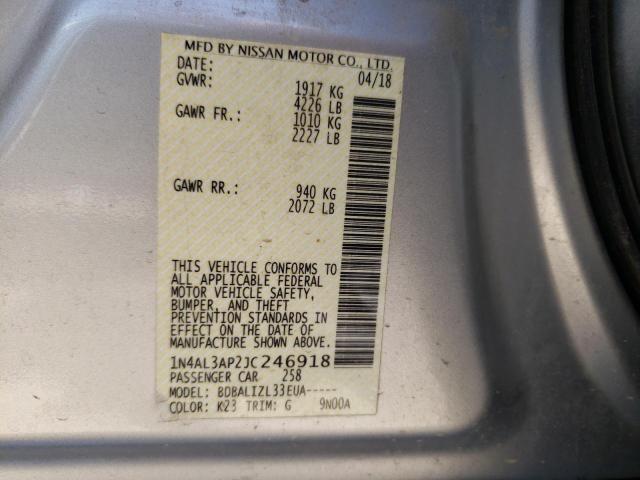 MFD BY NISSAN MOTOR CO., LTD.
DATE: 04/18
GVWR: 1917 KG
4226 LB
GAWR FR.: 1010 KG
2227 LB
GAWR RR.: 940 KG
2072 LB
THIS VEHICLE CONFORMS TO
ALL APPLICABLE FEDERAL
MOTOR VEHICLE SAFETY,
BUMPER, AND THEFT
PREVENTION STANDARDS IN
EFFECT ON THE DATE OF
MANUFACTURE SHOWN ABOVE.
1N4AL3AP2JC246918
PASSENGER CAR 258
MODEL: BDBALIZL33EUA-----
COLOR: K23 TRIM: G 9N00A